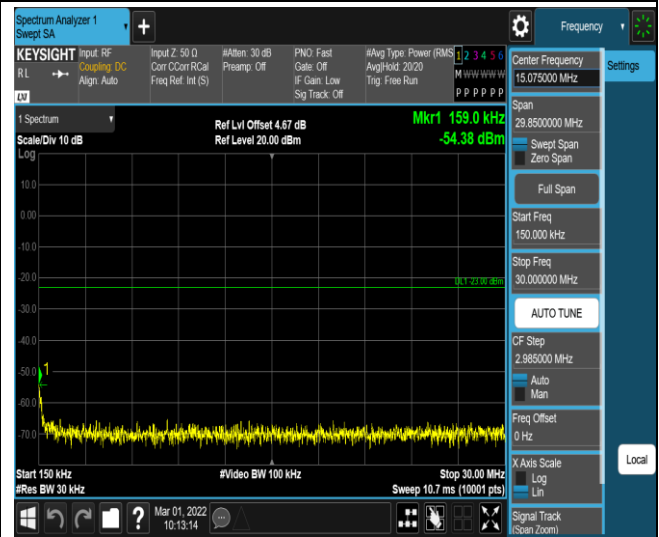 Spectrum Analyzer 1
Swept SA
+
Frequency
KEYSIGHT
RL
LXI
Input: RF
Coupling: DC
Align: Auto
Input Z: 50 Ω
Corr CCorr RCal
Freq Ref: Int (S)
#Atten: 30 dB
Preamp: Off
PNO: Fast
Gate: Off
IF Gain: Low
Sig Track: Off
#Avg Type: Power (RMS
Avg|Hold: 20/20
Trig: Free Run
1 2 3 4 5 6
M W W W W W
P P P P P P
Center Frequency
15.075000 MHz
Settings
1 Spectrum
Scale/Div 10 dB
Log
Ref Lvl Offset 4.67 dB
Ref Level 20.00 dBm
Mkr1 159.0 kHz
-54.38 dBm
Span
29.8500000 MHz
Swept Span
Zero Span
Full Span
Start Freq
150.000 kHz
Stop Freq
30.000000 MHz
AUTO TUNE
CF Step
2.985000 MHz
Auto
Man
Freq Offset
0 Hz
X Axis Scale
Log
Lin
Local
Signal Track
(Span Zoom)
10.0
0.00
-10.0
-20.0
DL1 -23.00 dBm
-30.0
-40.0
-50.0
1
-60.0
-70.0
Start 150 kHz
#Res BW 30 kHz
#Video BW 100 kHz
Stop 30.00 MHz
Sweep 10.7 ms (10001 pts)
?
Mar 01, 2022
10:13:14